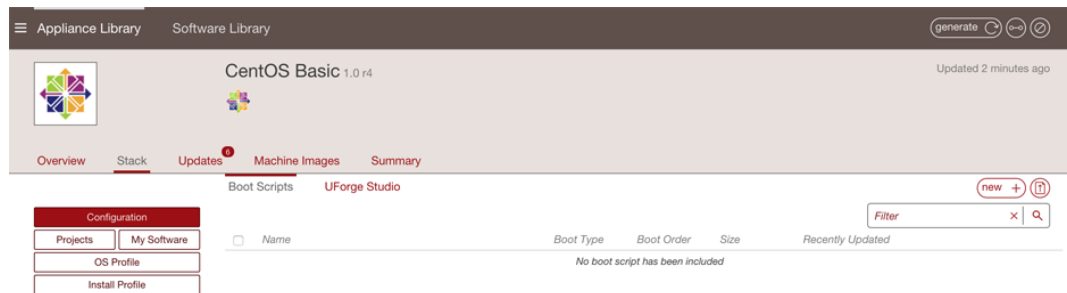 Appliance Library Software Library generate
CentOS Basic 1.0 r4 Updated 2 minutes ago
Overview Stack Updates 6 Machine Images Summary
Boot Scripts UForge Studio new +
Configuration Filter
Projects My Software Name Boot Type Boot Order Size Recently Updated
OS Profile No boot script has been included
Install Profile